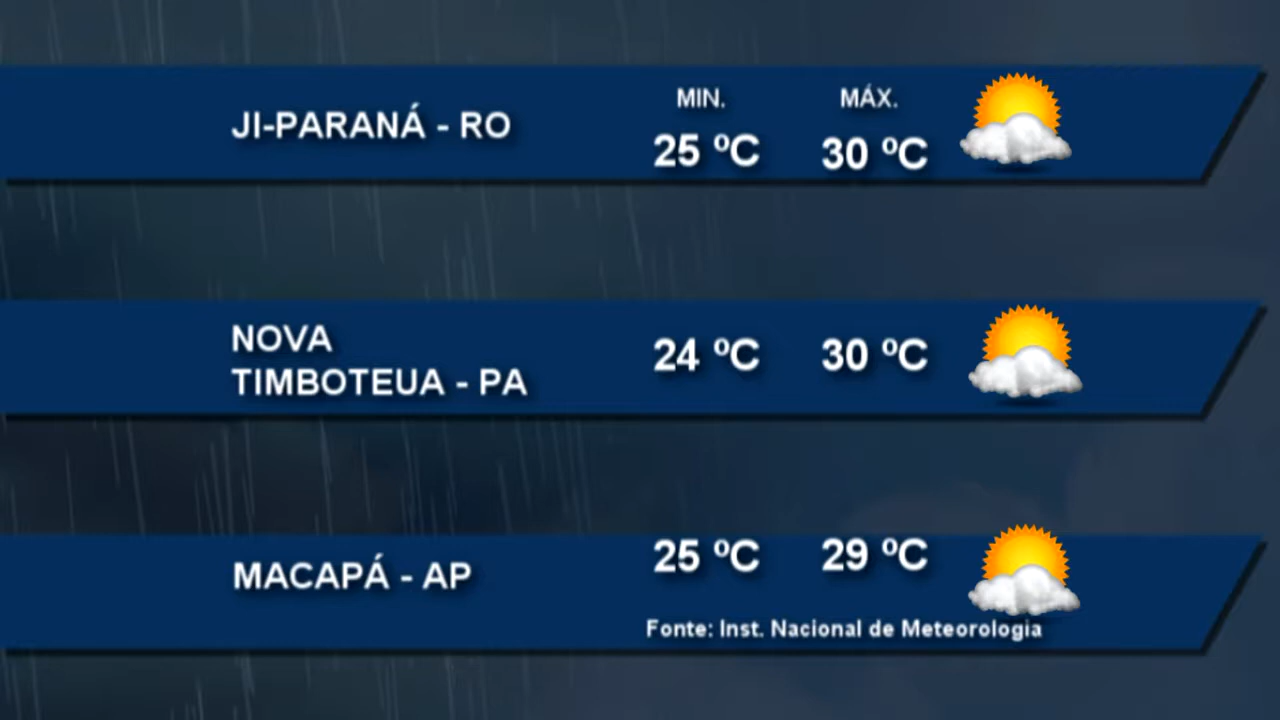 MIN. MÁX.
JI-PARANÁ - RO 25 ºC 30 ºC
NOVA
TIMBOTEUA - PA 24 ºC 30 ºC
MACAPÁ - AP 25 ºC 29 ºC
Fonte: Inst. Nacional de Meteorologia